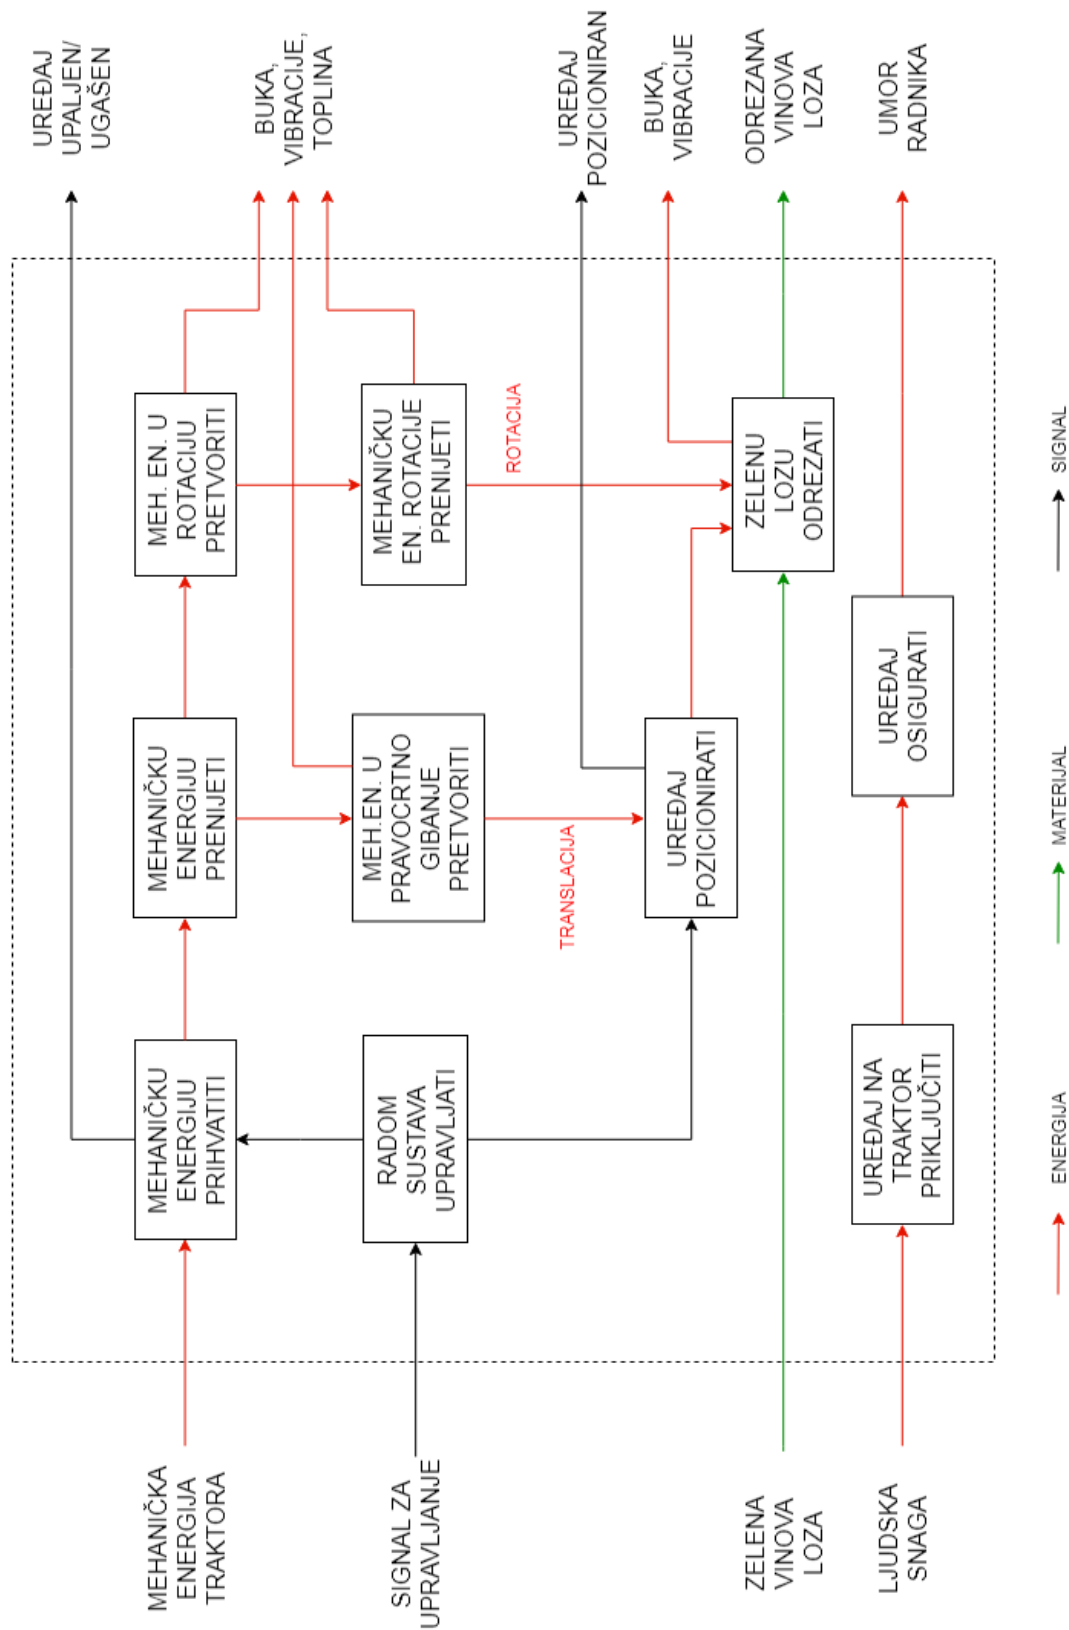 UREĐAJ
UPALJEN/
UGAŠEN
MEHANIČKA
ENERGIJA
TRAKTORA
MEHANIČKU
ENERGIJU
PRIHVATITI
MEHANIČKU
ENERGIJU
PRENIJETI
MEH. EN. U
ROTACIJU
PRETVORITI
BUKA,
VIBRACIJE,
TOPLINA
SIGNAL ZA
UPRAVLJANJE
RADOM
SUSTAVA
UPRAVLJATI
MEH.EN. U
PRAVOCRTNO
GIBANJE
PRETVORITI
MEHANIČKU
EN. ROTACIJE
PRENIJETI
TRANSLACIJA
ROTACIJA
UREĐAJ
POZICIONIRAN
UREĐAJ
POZICIONIRATI
BUKA,
VIBRACIJE
ZELENA
VINOVA
LOZA
ZELENU
LOZU
ODREZATI
ODREZANA
VINOVA
LOZA
LJUDSKA
SNAGA
UREĐAJ NA
TRAKTOR
PRIKLJUČITI
UREĐAJ
OSIGURATI
UMOR
RADNIKA
ENERGIJA
MATERIJAL
SIGNAL